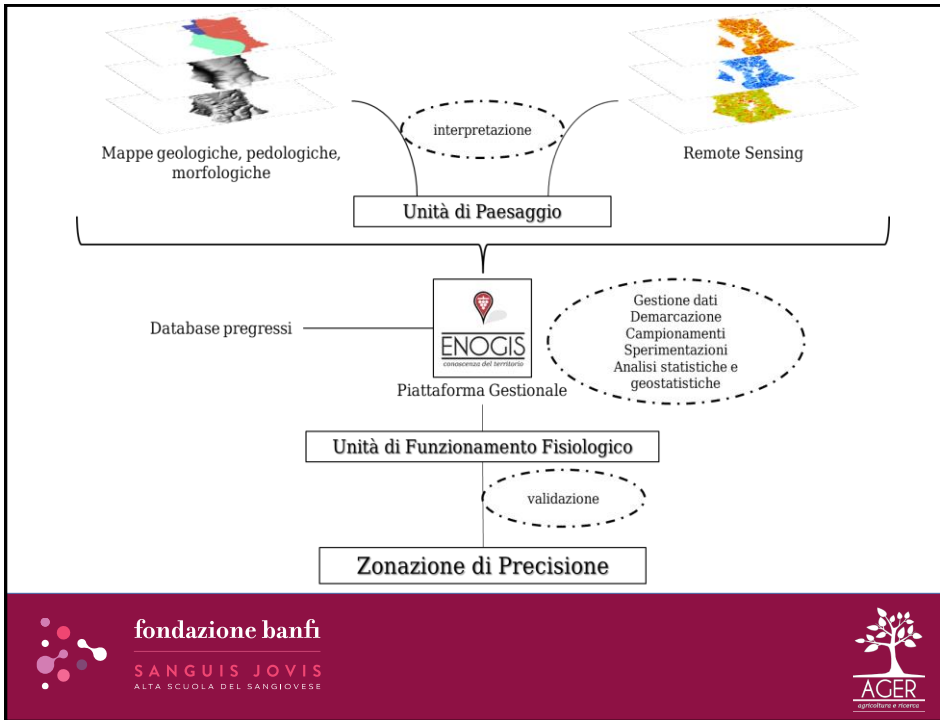 interpretazione
Mappe geologiche, pedologiche,
morfologiche
Remote Sensing
Unità di Paesaggio
Database pregressi
ENOGIS
conoscenza del territorio
Piattaforma Gestionale
Gestione dati
Demarcazione
Campionamenti
Sperimentazioni
Analisi statistiche e
geostatistiche
Unità di Funzionamento Fisiologico
validazione
Zonazione di Precisione
fondazione banfi
SANGUIS JOVIS
ALTA SCUOLA DEL SANGIOVESE
AGER
agricoltura e ricerca